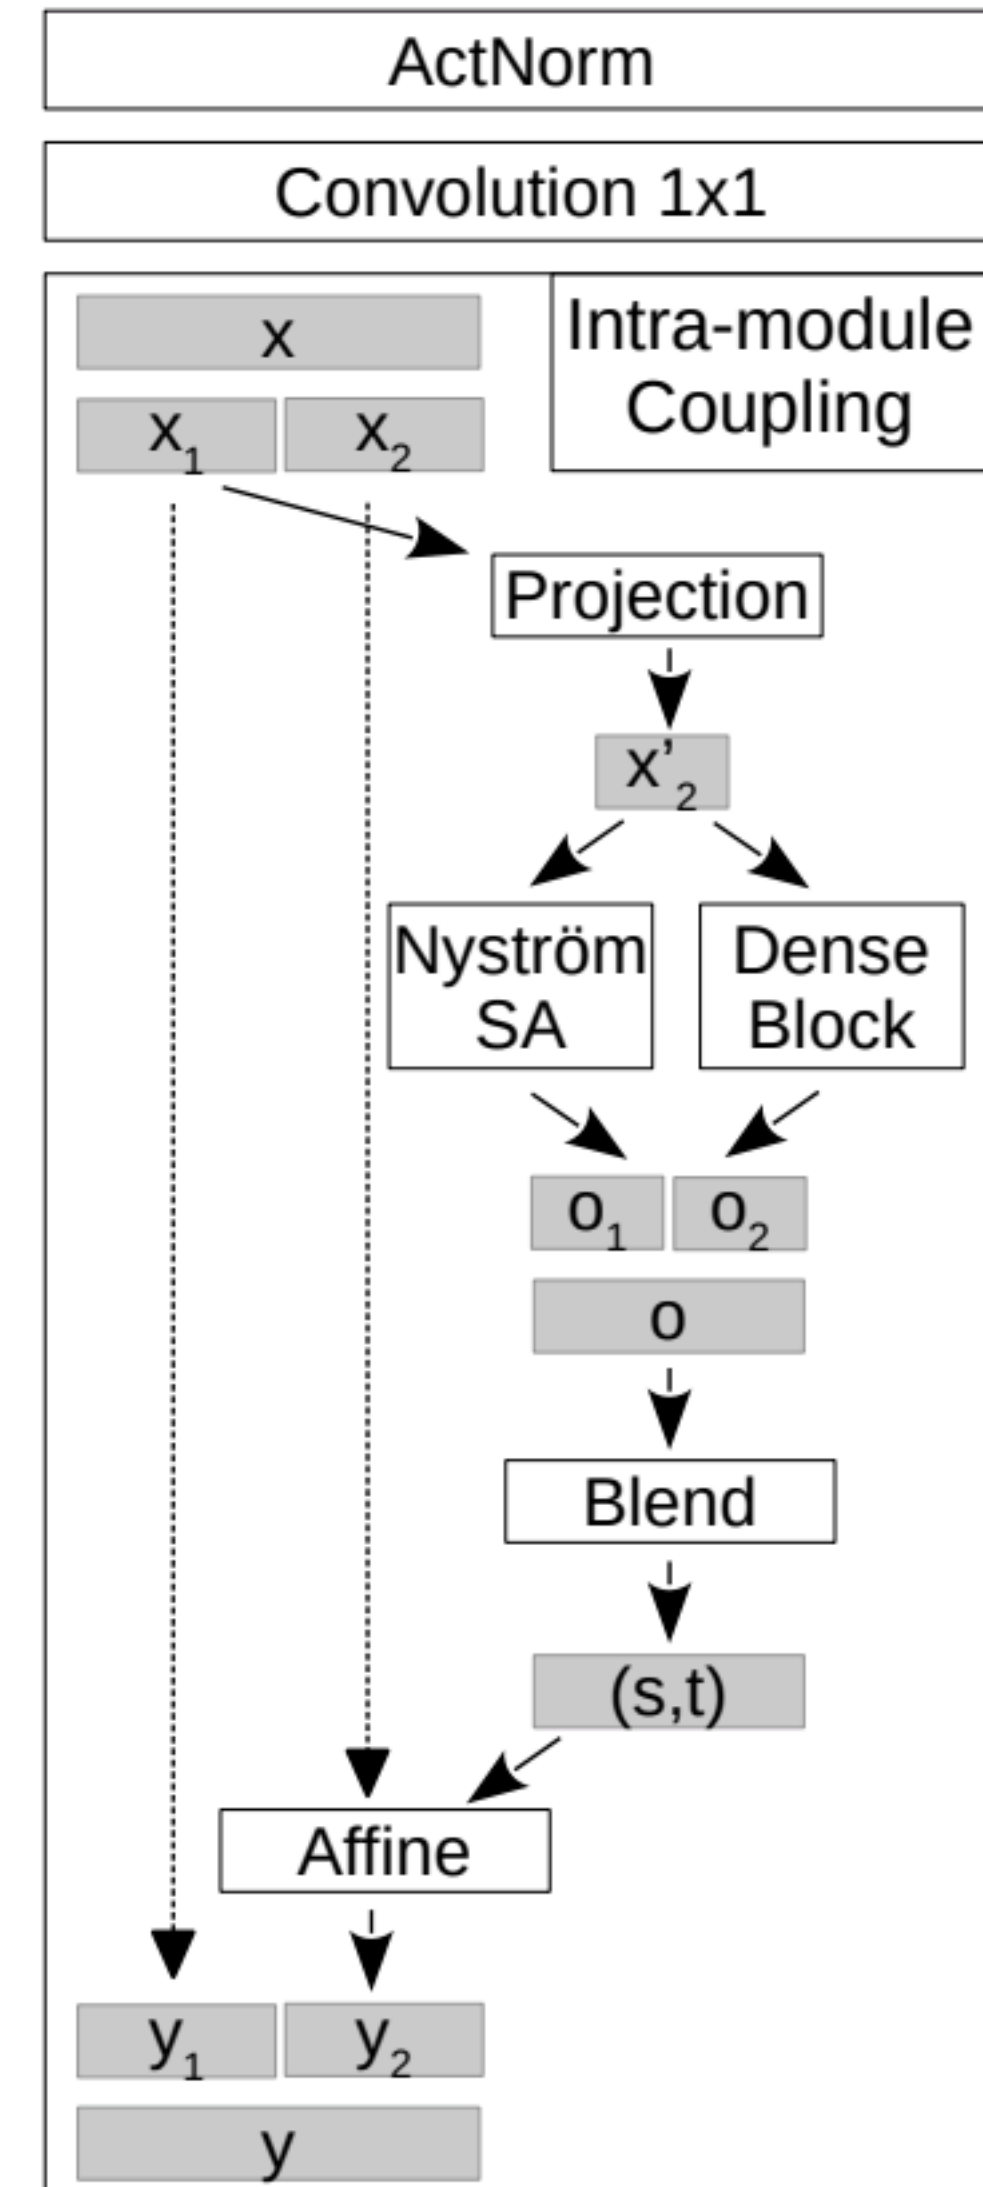 ActNorm
Convolution 1x1
x
Intra-module
Coupling
x1 x2
Projection
x’2
Nyström
SA
Dense
Block
o1 o2
o
Blend
(s,t)
Affine
y1 y2
y